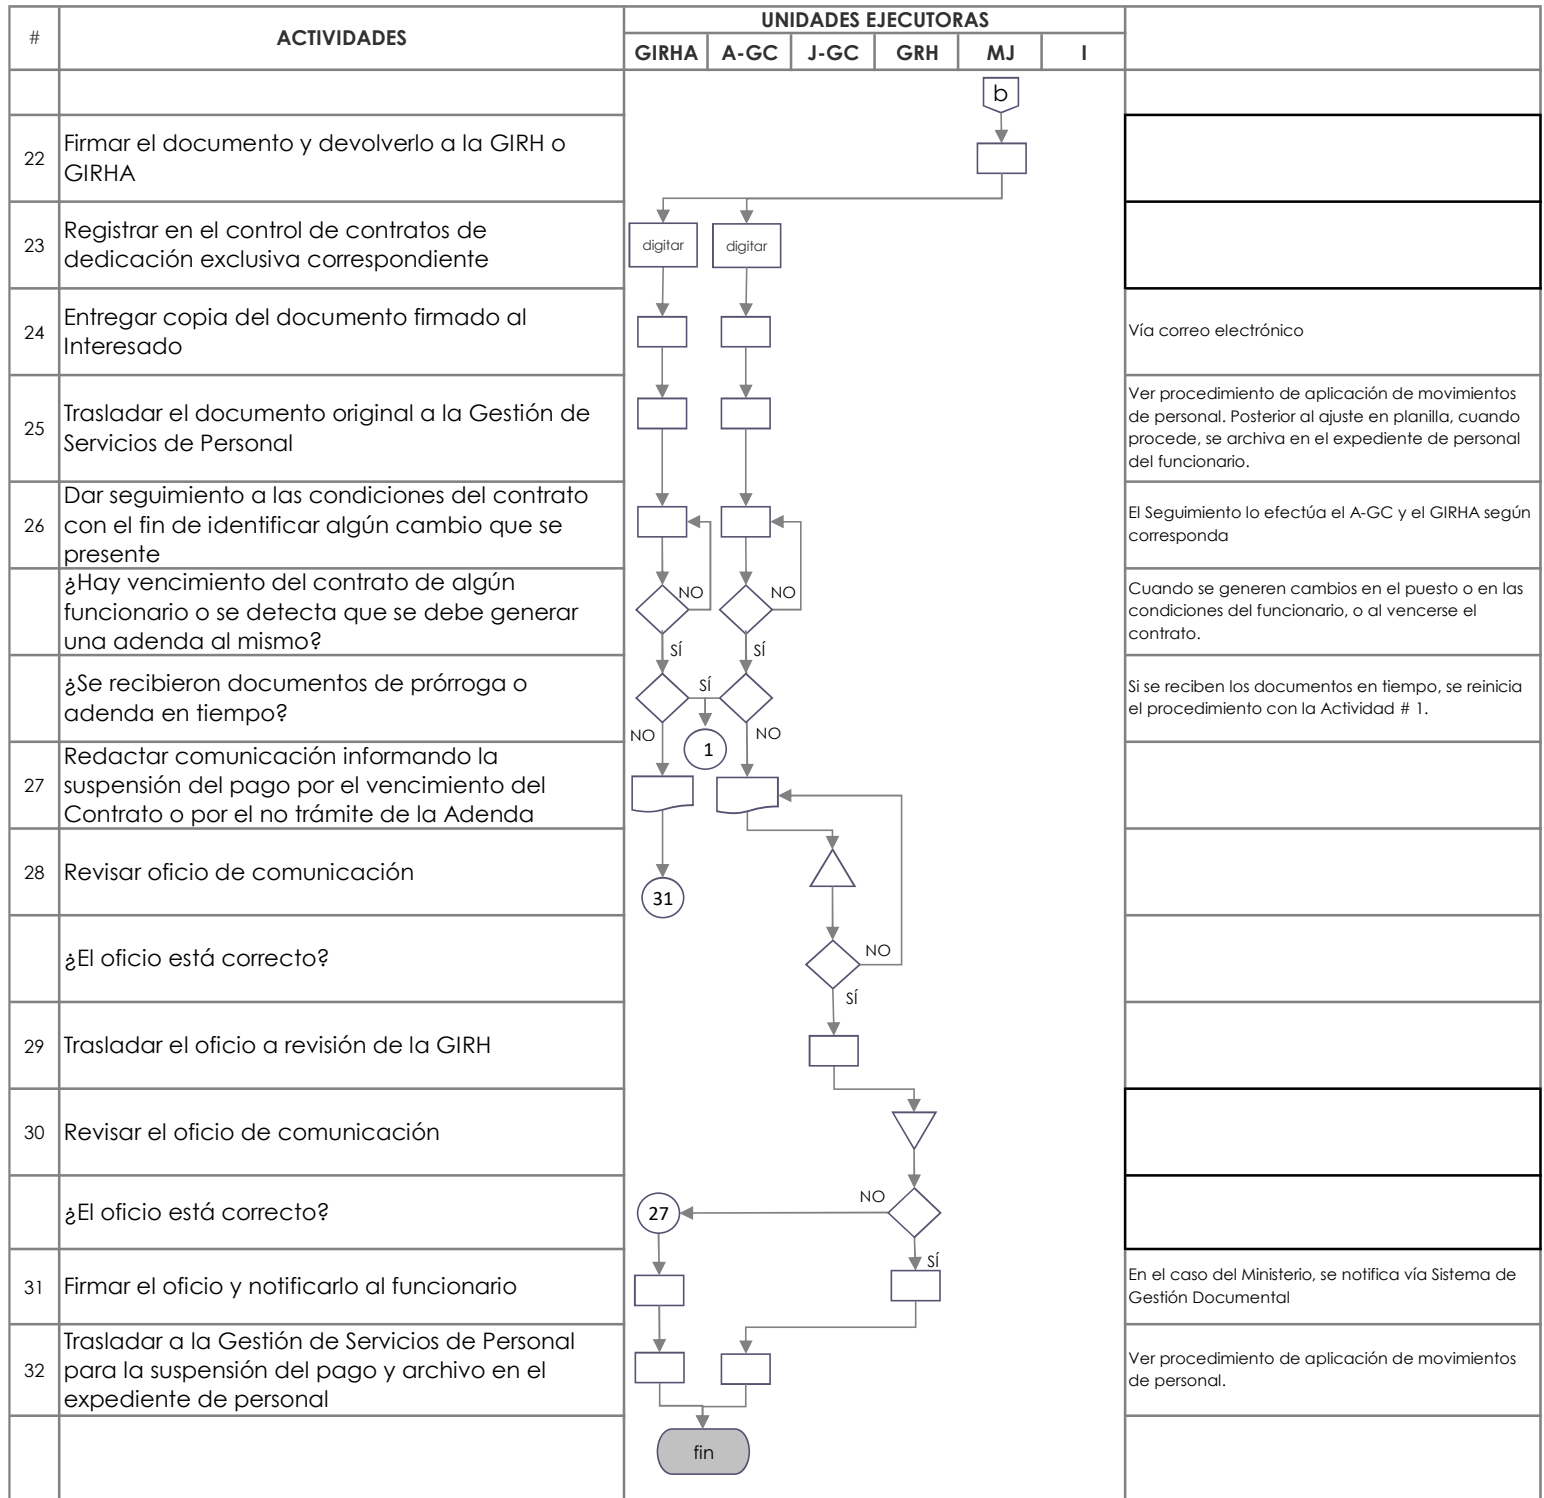 #
ACTIVIDADES
UNIDADES EJECUTORAS
GIRHA
A-GC
J-GC
GRH
MJ
I
b
22
Firmar el documento y devolverlo a la GIRH o
GIRHA
23
Registrar en el control de contratos de
dedicación exclusiva correspondiente
digitar
digitar
24
Entregar copia del documento firmado al
Interesado
Vía correo electrónico
25
Trasladar el documento original a la Gestión de
Servicios de Personal
Ver procedimiento de aplicación de movimientos
de personal. Posterior al ajuste en planilla, cuando
procede, se archiva en el expediente de personal
del funcionario.
26
Dar seguimiento a las condiciones del contrato
con el fin de identificar algún cambio que se
presente
El Seguimiento lo efectúa el A-GC y el GIRHA según
corresponda
¿Hay vencimiento del contrato de algún
funcionario o se detecta que se debe generar
una adenda al mismo?
NO
NO
SÍ
SÍ
Cuando se generen cambios en el puesto o en las
condiciones del funcionario, o al vencerse el
contrato.
¿Se recibieron documentos de prórroga o
adenda en tiempo?
SÍ
NO
NO
1
Si se reciben los documentos en tiempo, se reinicia
el procedimiento con la Actividad # 1.
27
Redactar comunicación informando la
suspensión del pago por el vencimiento del
Contrato o por el no trámite de la Adenda
28
Revisar oficio de comunicación
31
¿El oficio está correcto?
NO
SÍ
29
Trasladar el oficio a revisión de la GIRH
30
Revisar el oficio de comunicación
¿El oficio está correcto?
27
NO
SÍ
31
Firmar el oficio y notificarlo al funcionario
En el caso del Ministerio, se notifica vía Sistema de
Gestión Documental
32
Trasladar a la Gestión de Servicios de Personal
para la suspensión del pago y archivo en el
expediente de personal
Ver procedimiento de aplicación de movimientos
de personal.
fin